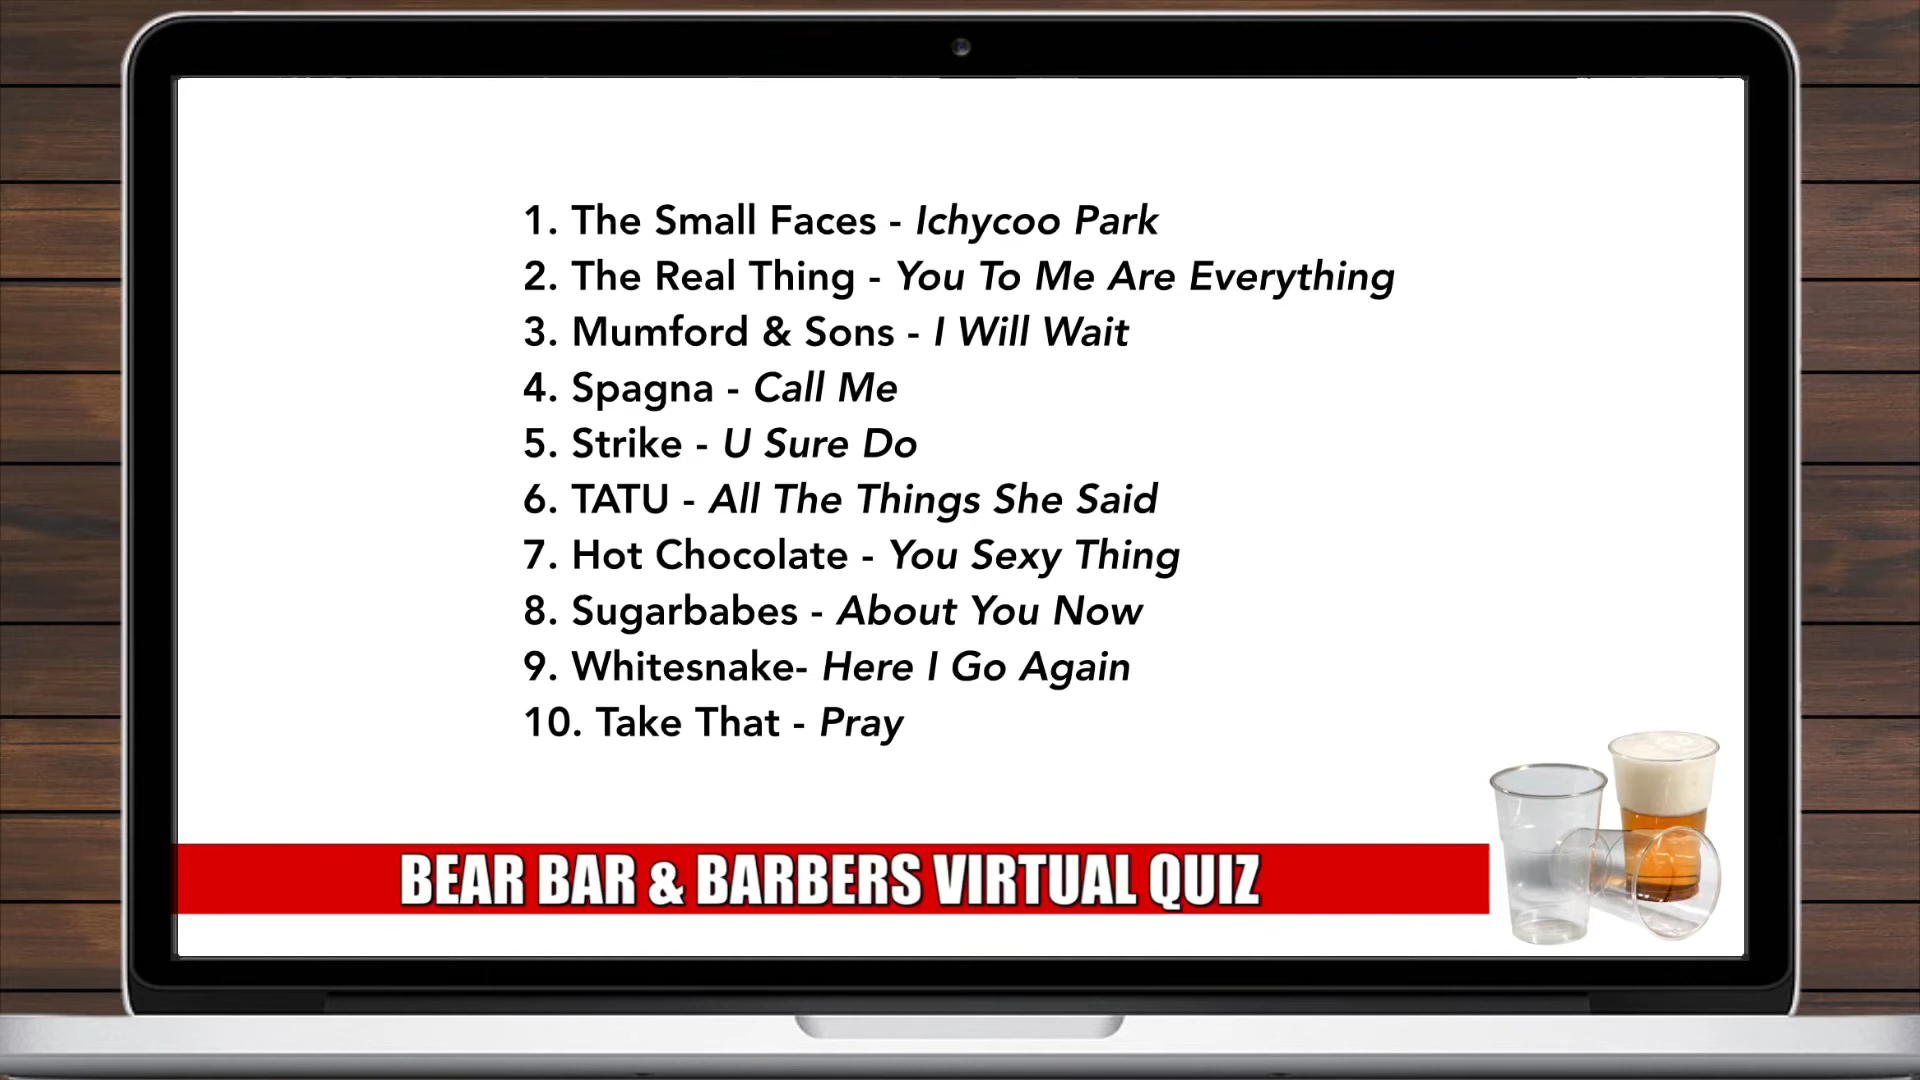 1. The Small Faces - Ichycoo Park
2. The Real Thing - You To Me Are Everything
3. Mumford & Sons - I Will Wait
4. Spagna - Call Me
5. Strike - U Sure Do
6. TATU - All The Things She Said
7. Hot Chocolate - You Sexy Thing
8. Sugarbabes - About You Now
9. Whitesnake- Here I Go Again
10. Take That - Pray
BEAR BAR & BARBERS VIRTUAL QUIZ